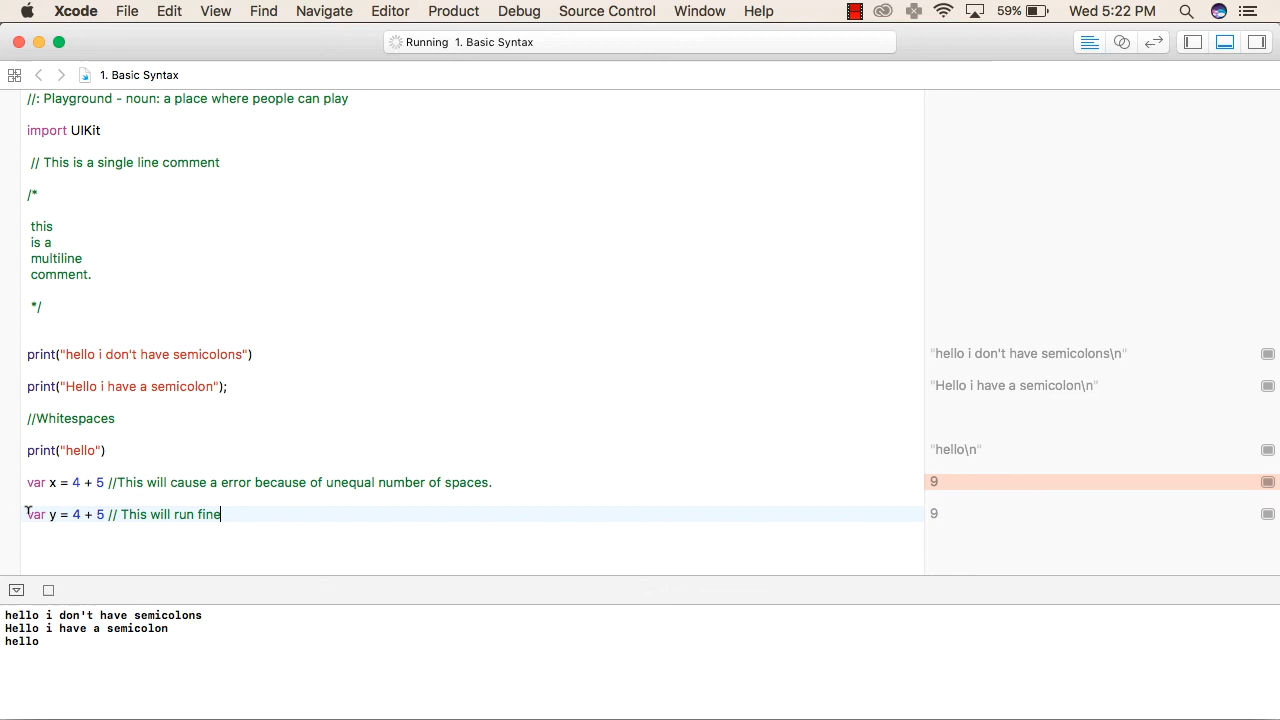 Xcode File Edit View Find Navigate Editor Product Debug Source Control Window Help 59% Wed 5:22 PM
Running 1. Basic Syntax
1. Basic Syntax
//: Playground - noun: a place where people can play
import UIKit
// This is a single line comment
/*
this
is a
multiline
comment.
*/
print("hello i don't have semicolons") "hello i don't have semicolons\n"
print("Hello i have a semicolon"); "Hello i have a semicolon\n"
//Whitespaces
print("hello") "hello\n"
var x = 4 + 5 //This will cause a error because of unequal number of spaces. 9
var y = 4 + 5 // This will run fine 9
hello i don't have semicolons
Hello i have a semicolon
hello